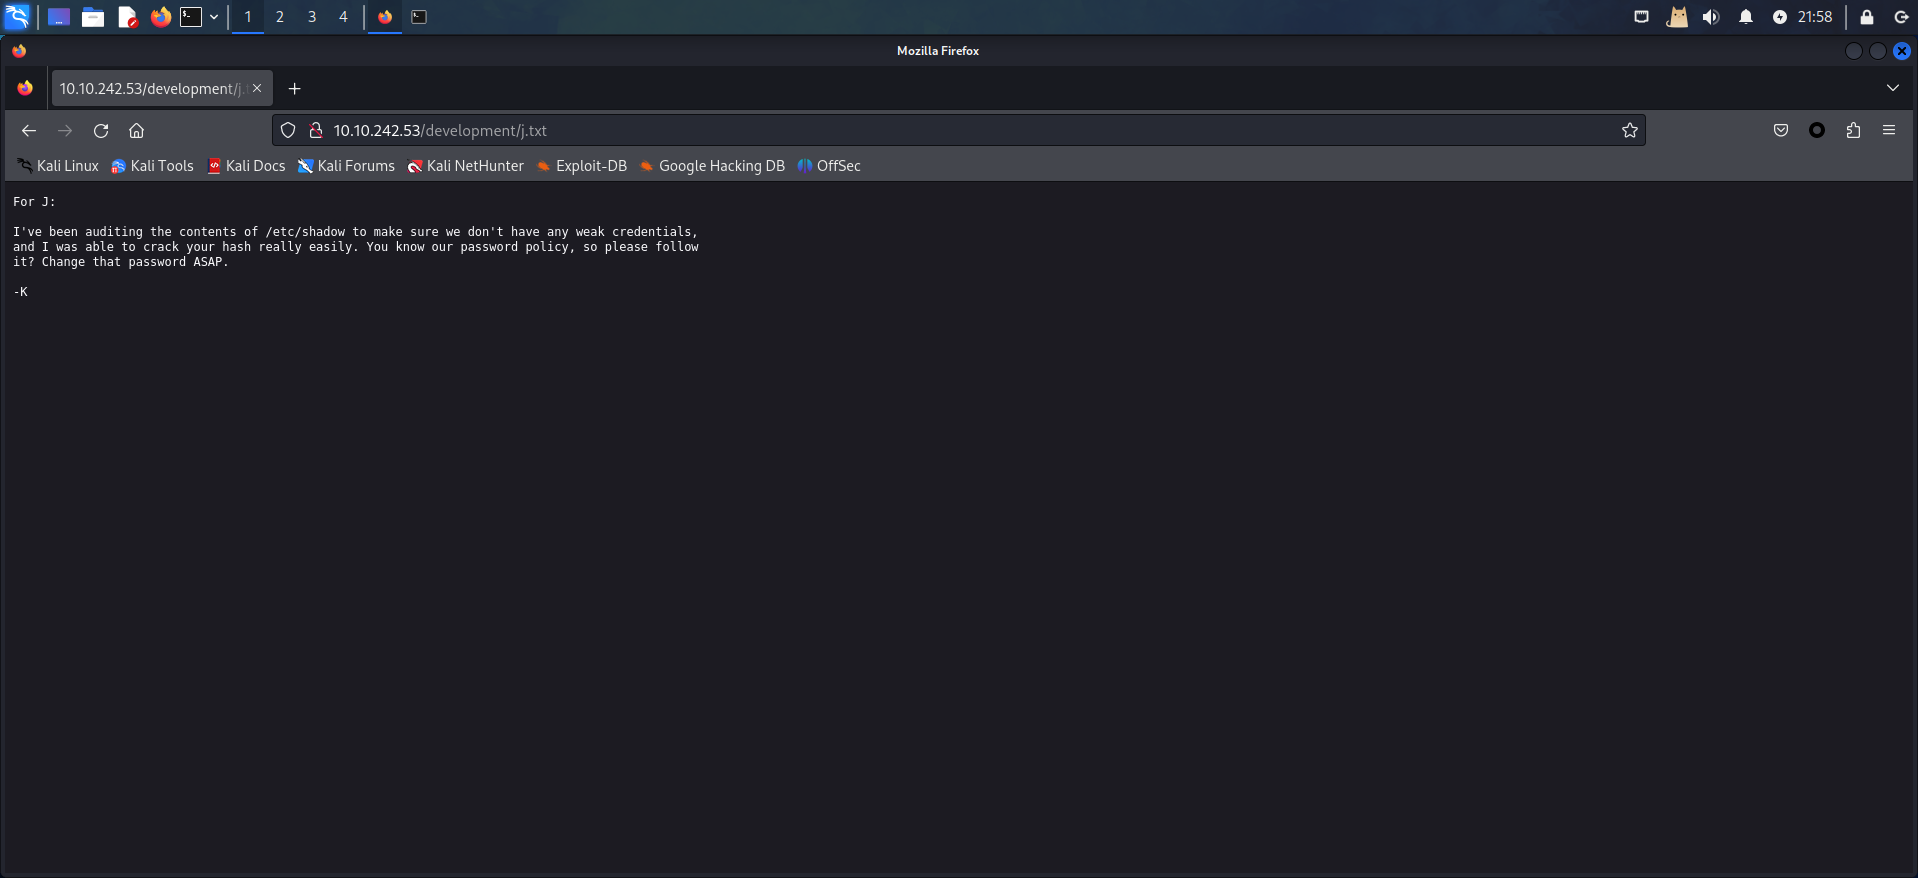 1 2 3 4 21:58
Mozilla Firefox
10.10.242.53/development/j.
10.10.242.53/development/j.txt
Kali Linux Kali Tools Kali Docs Kali Forums Kali NetHunter Exploit-DB Google Hacking DB OffSec
For J:
I've been auditing the contents of /etc/shadow to make sure we don't have any weak credentials,
and I was able to crack your hash really easily. You know our password policy, so please follow
it? Change that password ASAP.
-K